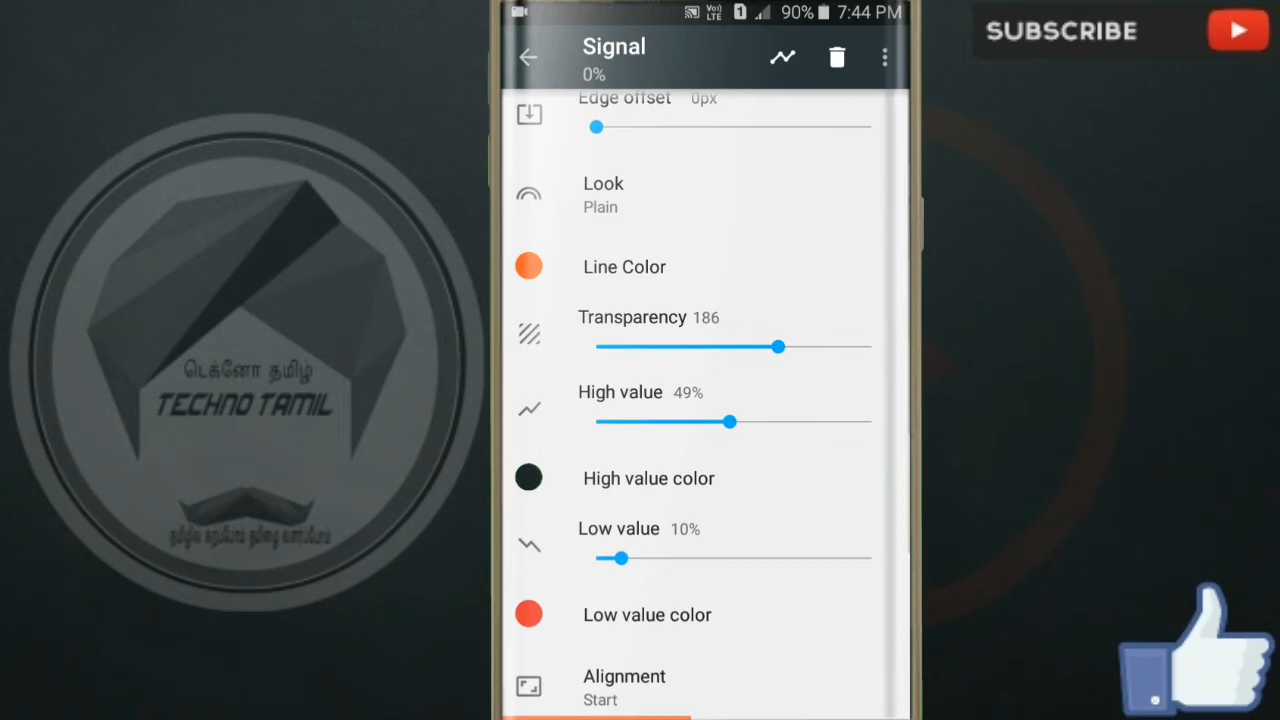 VoI) LTE 1 90% 7:44 PM
SUBSCRIBE
Signal
0%
Edge offset 0px
Look
Plain
Line Color
Transparency 186
High value 49%
High value color
Low value 10%
Low value color
Alignment
Start
டெக்னோ தமிழ்
TECHNO TAMIL